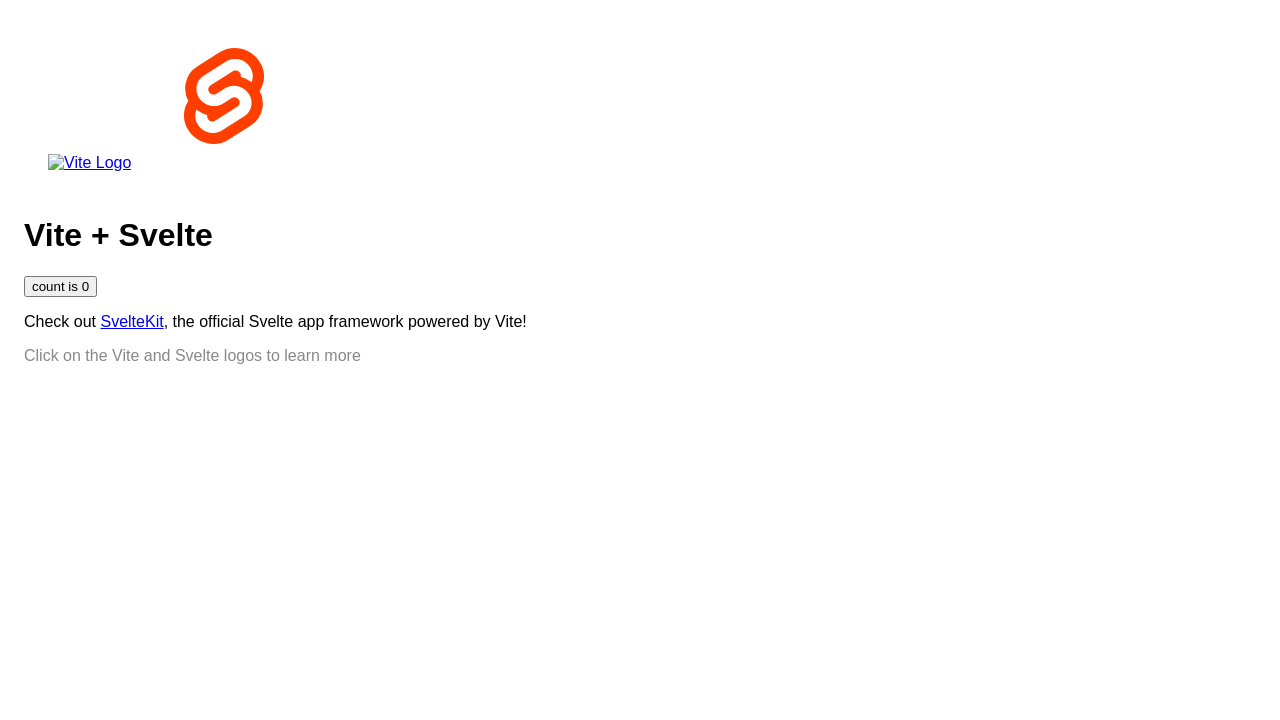 Vite Logo
Vite + Svelte
count is 0
Check out SvelteKit, the official Svelte app framework powered by Vite!
Click on the Vite and Svelte logos to learn more